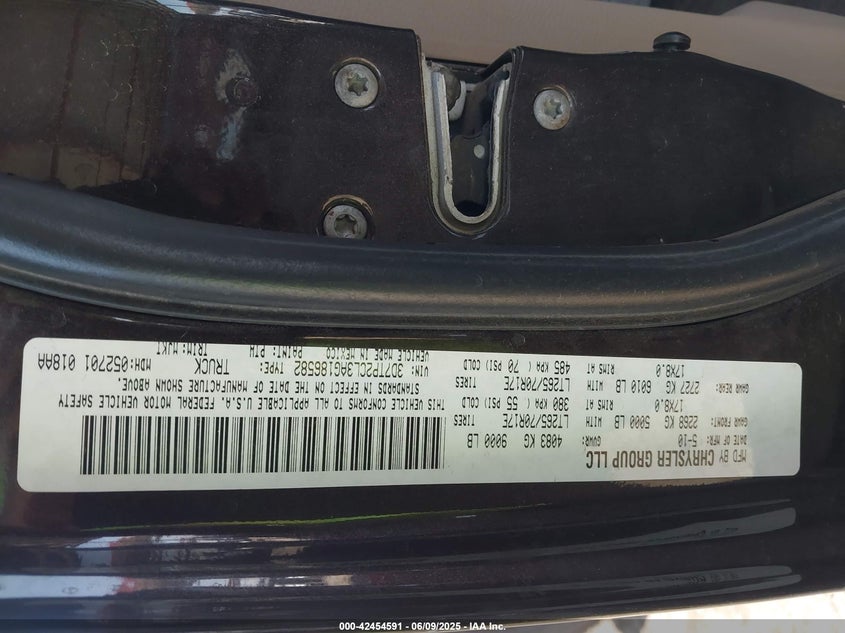 MFD BY CHRYSLER GROUP LLC
DATE OF MFR: 5-10 GVWR: 4083 KG 9000 LB
GAWR FRONT: 2268 KG 5000 LB WITH LT265/70R17E TIRES
17X8.0 RIMS AT 380 KPA ( 55 PSI) COLD
GAWR REAR: 2727 KG 6010 LB WITH LT265/70R17E TIRES
17X8.0 RIMS AT 485 KPA ( 70 PSI) COLD
THIS VEHICLE CONFORMS TO ALL APPLICABLE U.S.A. FEDERAL MOTOR VEHICLE SAFETY
STANDARDS IN EFFECT ON THE DATE OF MANUFACTURE SHOWN ABOVE.
VIN: 3D7TP2CL3AG186582 TYPE: TRUCK MDH: 052701 018AA
VEHICLE MADE IN MEXICO PAINT: PTM TRIM: MJK1
000-42454591 - 06/09/2025 - IAA Inc.